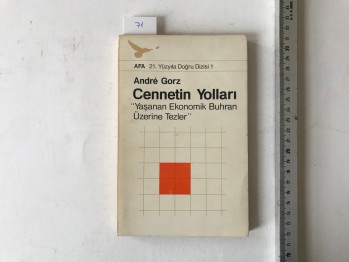 71
AFA 21. Yüzyıla Doğru Dizisi 1
André Gorz
Cennetin Yolları
"Yaşanan Ekonomik Buhran
Üzerine Tezler"